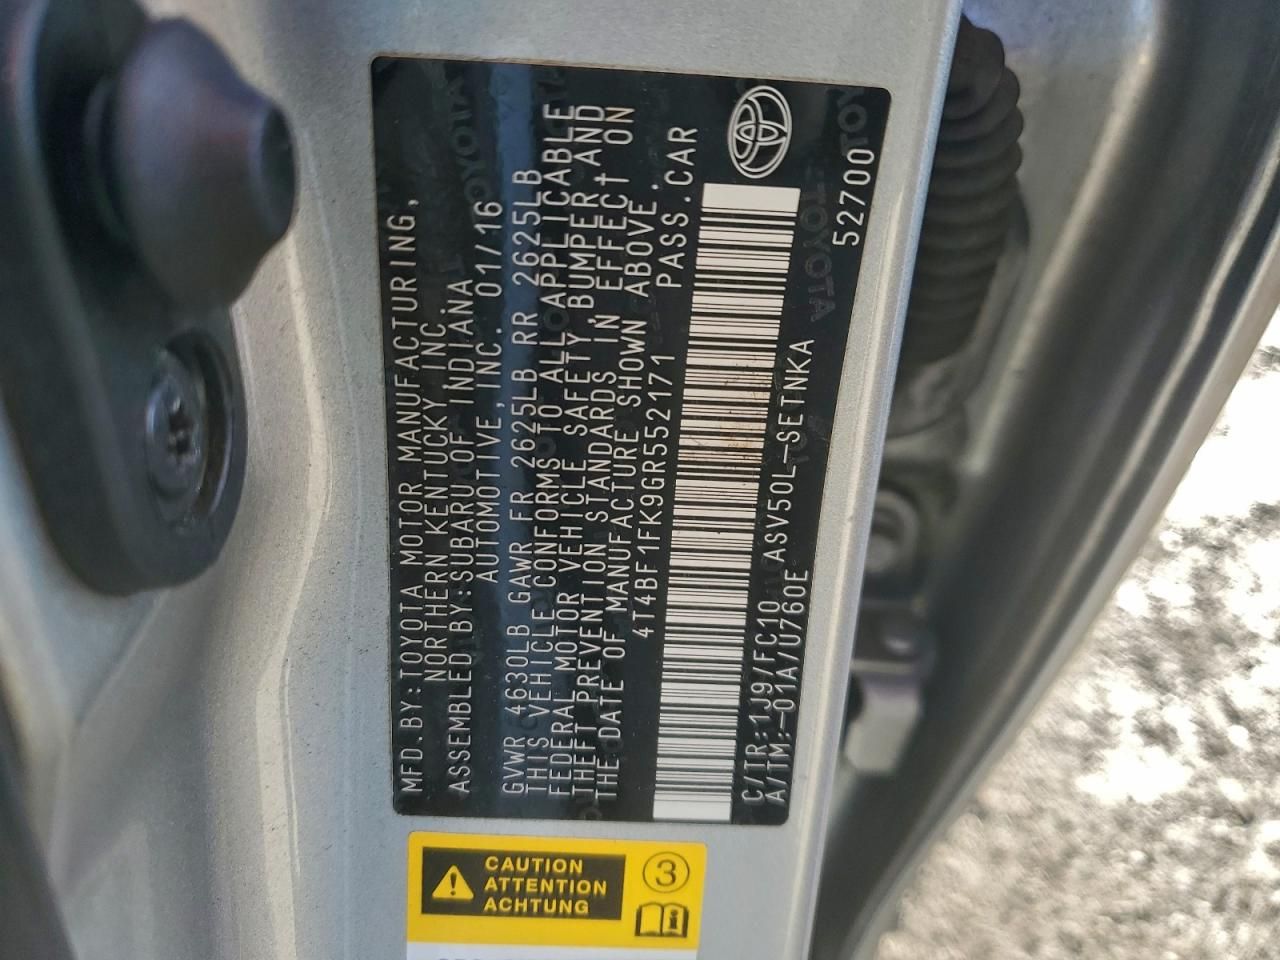 MFD.BY:TOYOTA MOTOR MANUFACTURING,
NORTHERN KENTUCKY INC.
ASSEMBLED BY:SUBARU OF INDIANA
AUTOMOTIVE,INC. 01/16
GVWR 4630LB GAWR FR 2625LB RR 2625LB
THIS VEHICLE CONFORMS TO ALL APPLICABLE
FEDERAL MOTOR VEHICLE SAFETY,BUMPER AND
THEFT PREVENTION STANDARDS IN EFFECT ON
THE DATE OF MANUFACTURE SHOWN ABOVE.
4T4BF1FK9GR552171 PASS.CAR
C/TR:1J9/FC10 ASV50L-SETNKA
A/TM:-01A/U760E
52700
CAUTION
ATTENTION
ACHTUNG
3